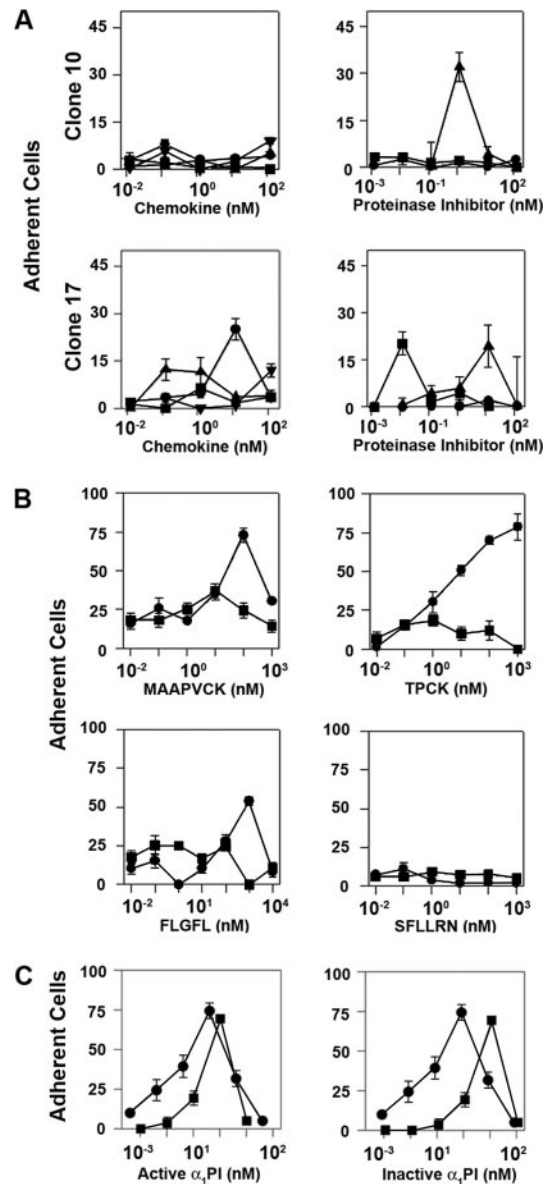 A
Adherent Cells
Clone 10
45
30
15
0
10⁻² 10⁰ 10²
Chemokine (nM)
45
30
15
0
10⁻³ 10⁻¹ 10²
Proteinase Inhibitor (nM)
Clone 17
45
30
15
0
10⁻² 10⁰ 10²
Chemokine (nM)
45
30
15
0
10⁻³ 10⁻¹ 10²
Proteinase Inhibitor (nM)
B
Adherent Cells
100
75
50
25
0
10⁻² 10⁰ 10³
MAAPVCK (nM)
100
75
50
25
0
10⁻² 10⁰ 10³
TPCK (nM)
100
75
50
25
0
10⁻² 10¹ 10⁴
FLGFL (nM)
100
75
50
25
0
10⁻² 10⁰ 10³
SFLLRN (nM)
C
Adherent Cells
100
75
50
25
0
10⁻³ 10¹ 10²
Active α₁PI (nM)
100
75
50
25
0
10⁻³ 10¹ 10²
Inactive α₁PI (nM)